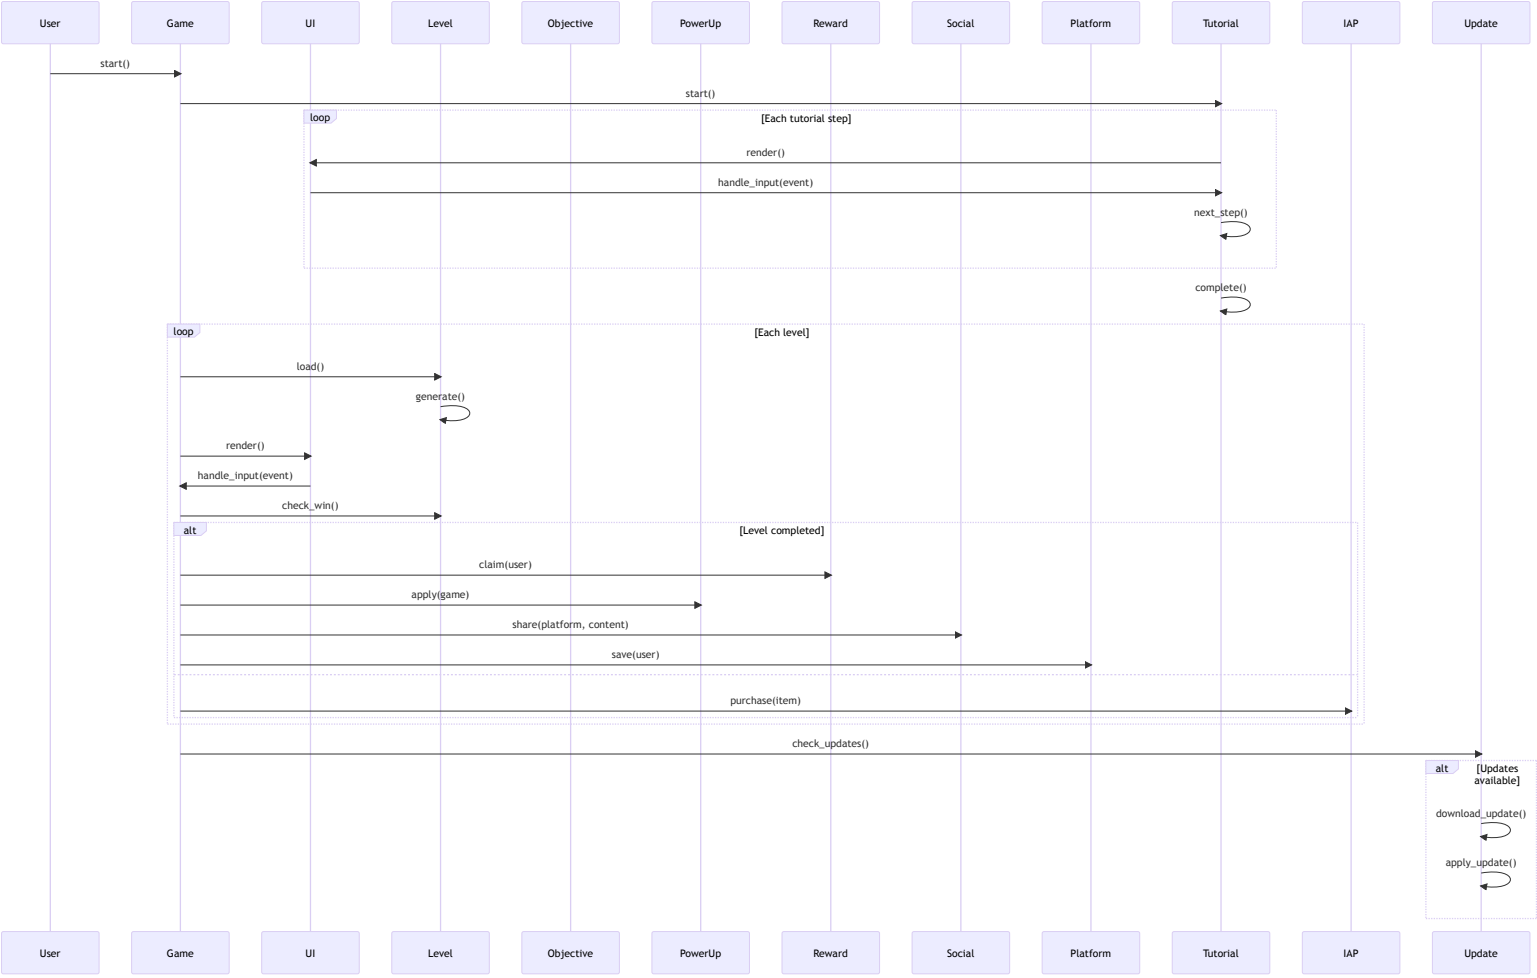 User Game UI Level Objective PowerUp Reward Social Platform Tutorial IAP Update
start()
start()
loop [Each tutorial step]
render()
handle_input(event)
next_step()
complete()
loop [Each level]
load()
generate()
render()
handle_input(event)
check_win()
alt [Level completed]
claim(user)
apply(game)
share(platform, content)
save(user)
purchase(item)
check_updates()
alt [Updates
available]
download_update()
apply_update()
User Game UI Level Objective PowerUp Reward Social Platform Tutorial IAP Update